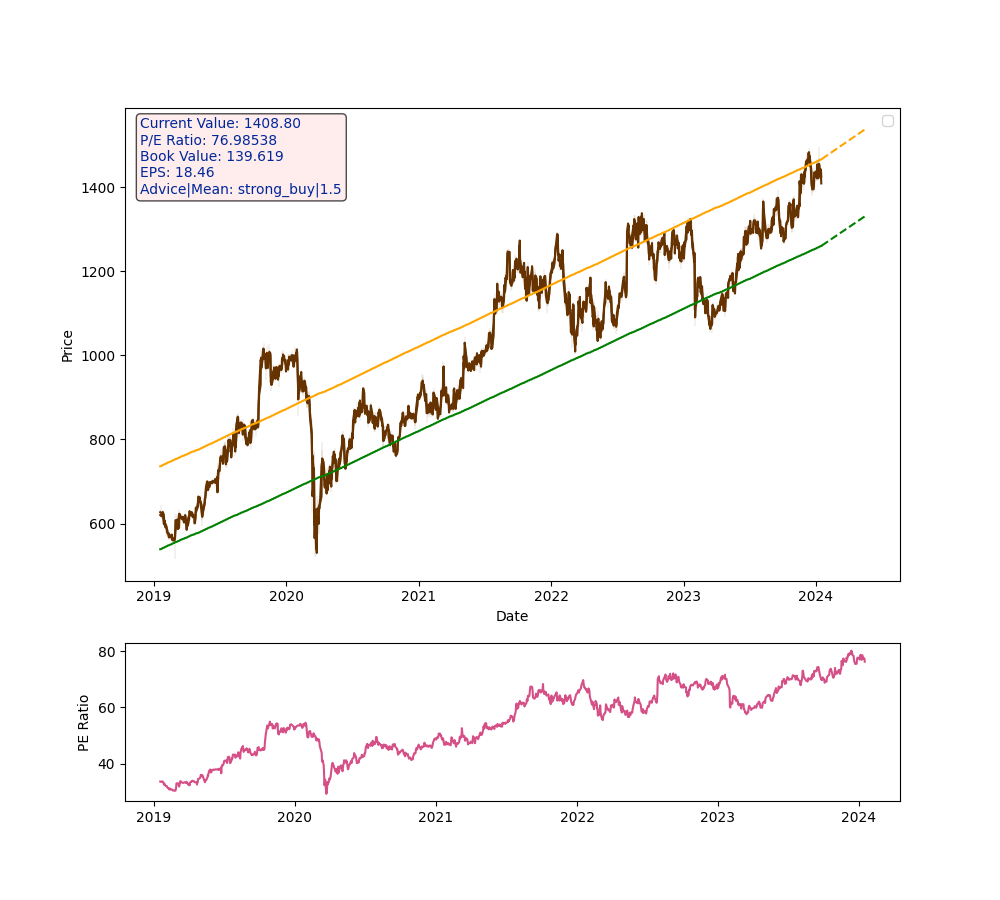 Current Value: 1408.80
P/E Ratio: 76.98538
Book Value: 139.619
EPS: 18.46
Advice|Mean: strong_buy|1.5
1400
1200
1000
800
600
Price
2019 2020 2021 2022 2023 2024
Date
80
60
40
PE Ratio
2019 2020 2021 2022 2023 2024